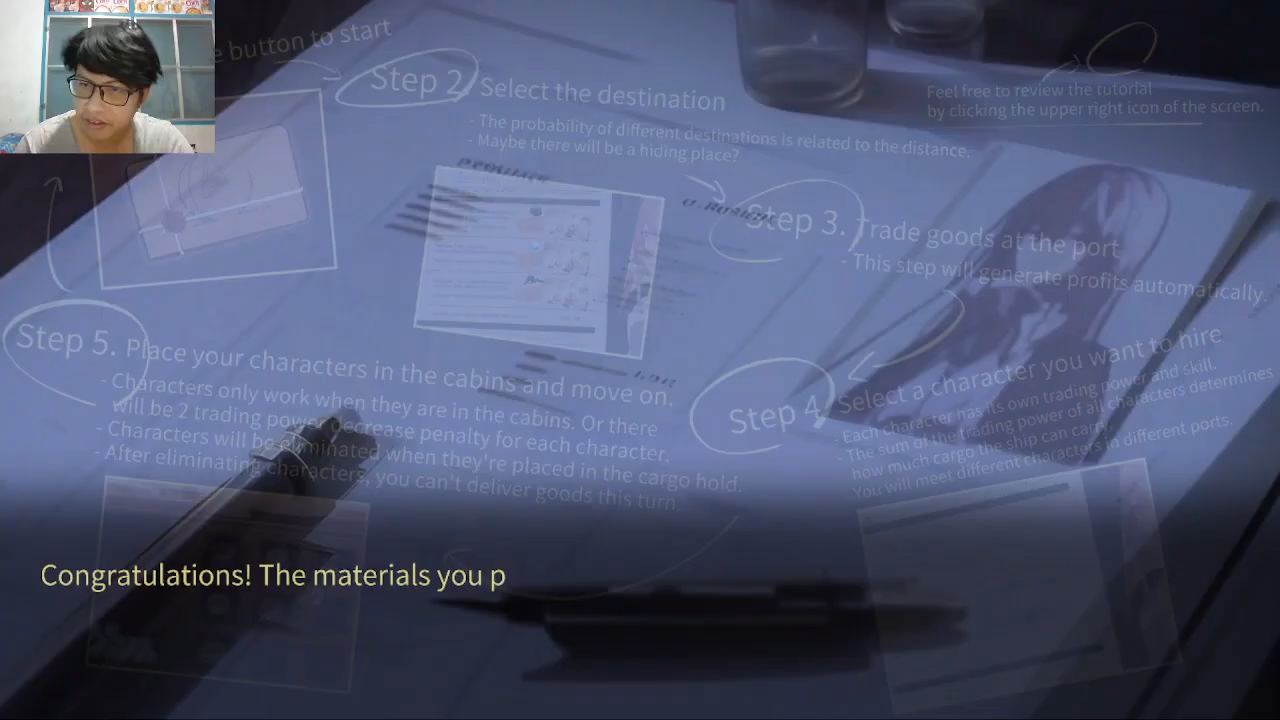 e button to start
Step 2. Select the destination
- The probability of different destinations is related to the distance.
- Maybe there will be a hiding place?
Feel free to review the tutorial
by clicking the upper right icon of the screen.
Step 3. Trade goods at the port
- This step will generate profits automatically.
Step 4. Select a character you want to hire
- Each character has its own trading power and skill.
- The sum of the trading power of all characters determines
how much cargo the ship can carry.
You will meet different characters in different ports.
Step 5. Place your characters in the cabins and move on.
- Characters only work when they are in the cabins. Or there
will be 2 trading power decrease penalty for each character.
- Characters will be eliminated when they're placed in the cargo hold.
- After eliminating characters, you can't deliver goods this turn.
Congratulations! The materials you p